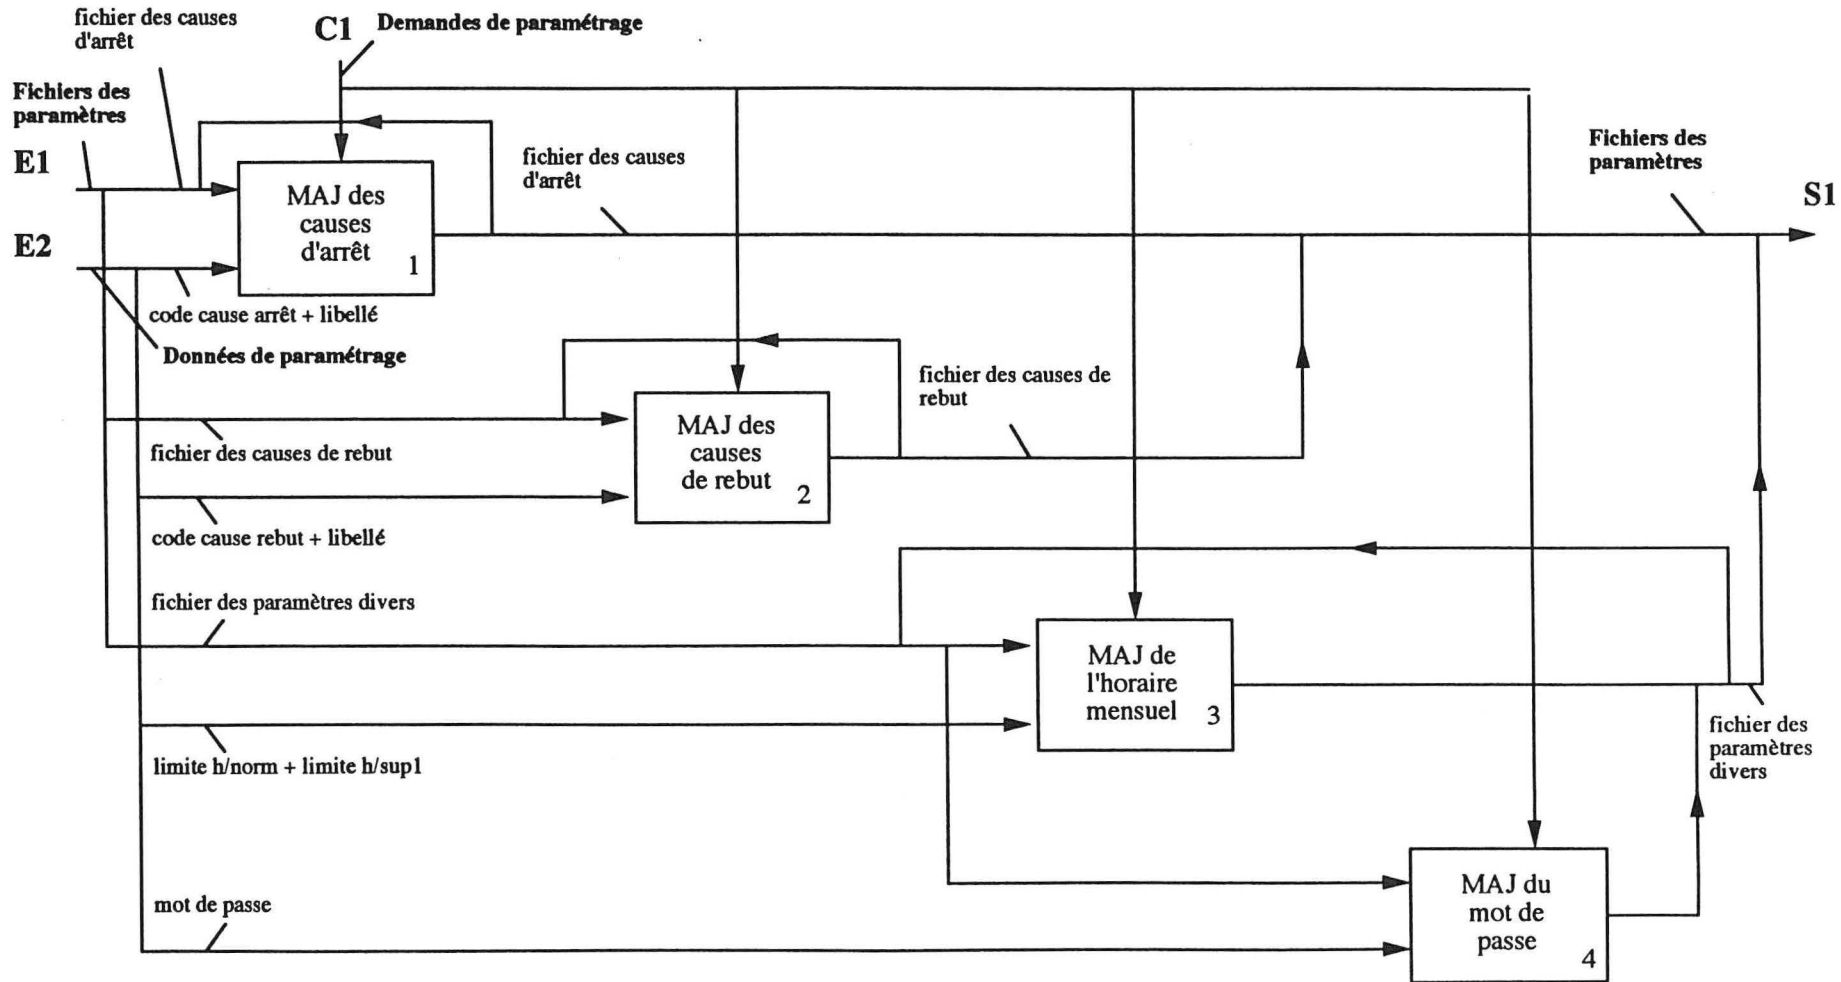 fichier des causes
d'arrêt
C1
Demandes de paramétrage
Fichiers des
paramètres
E1
E2
MAJ des
causes
d'arrêt
1
fichier des causes
d'arrêt
Fichiers des
paramètres
S1
code cause arrêt + libellé
Données de paramétrage
MAJ des
causes
de rebut
2
fichier des causes de
rebut
fichier des causes de rebut
code cause rebut + libellé
fichier des paramètres divers
MAJ de
l'horaire
mensuel
3
limite h/norm + limite h/sup1
fichier des
paramètres
divers
mot de passe
MAJ du
mot de
passe
4